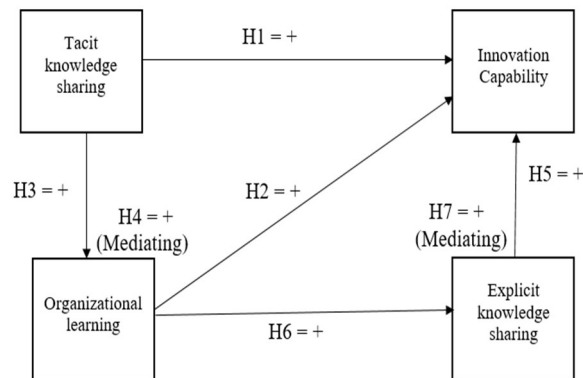 Tacit
knowledge
sharing
H1 = +
Innovation
Capability
H3 = +
H2 = +
H5 = +
H4 = +
(Mediating)
H7 = +
(Mediating)
Organizational
learning
H6 = +
Explicit
knowledge
sharing